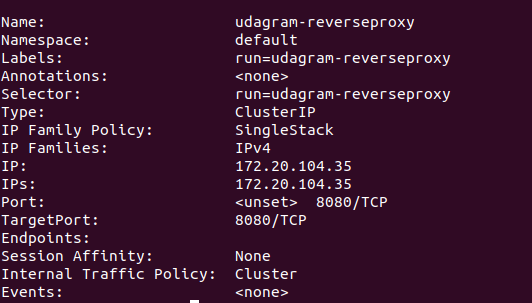 Name: udagram-reverseproxy
Namespace: default
Labels: run=udagram-reverseproxy
Annotations: <none>
Selector: run=udagram-reverseproxy
Type: ClusterIP
IP Family Policy: SingleStack
IP Families: IPv4
IP: 172.20.104.35
IPs: 172.20.104.35
Port: <unset> 8080/TCP
TargetPort: 8080/TCP
Endpoints:
Session Affinity: None
Internal Traffic Policy: Cluster
Events: <none>